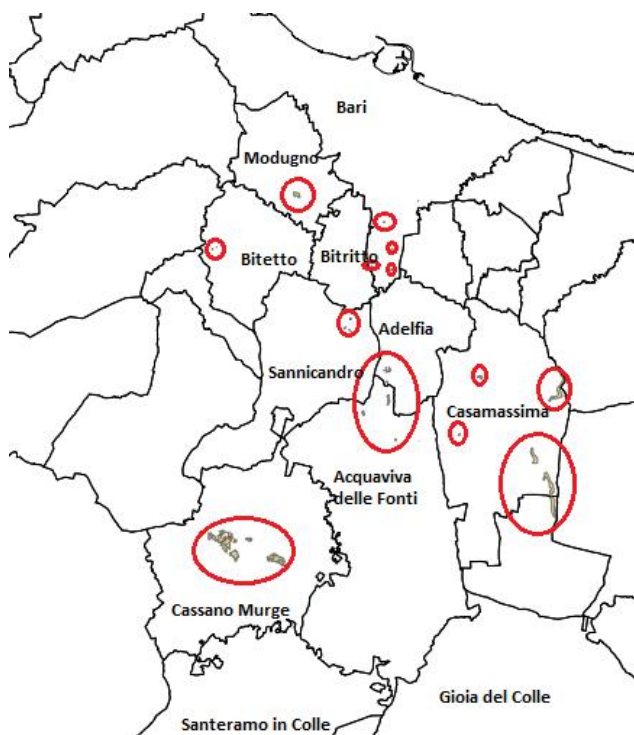 Bari
Modugno
Bitetto
Bitritto
Adelfia
Sannicandro
Casamassima
Acquaviva
delle Fonti
Cassano Murge
Gioia del Colle
Santeramo in Colle